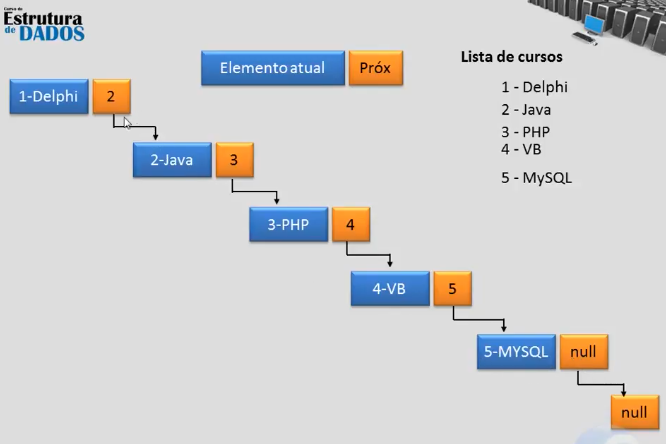 Curso de
Estrutura
de DADOS
Elemento atual Próx
Lista de cursos
1 - Delphi
2 - Java
3 - PHP
4 - VB
5 - MySQL
1-Delphi 2
2-Java 3
3-PHP 4
4-VB 5
5-MYSQL null
null